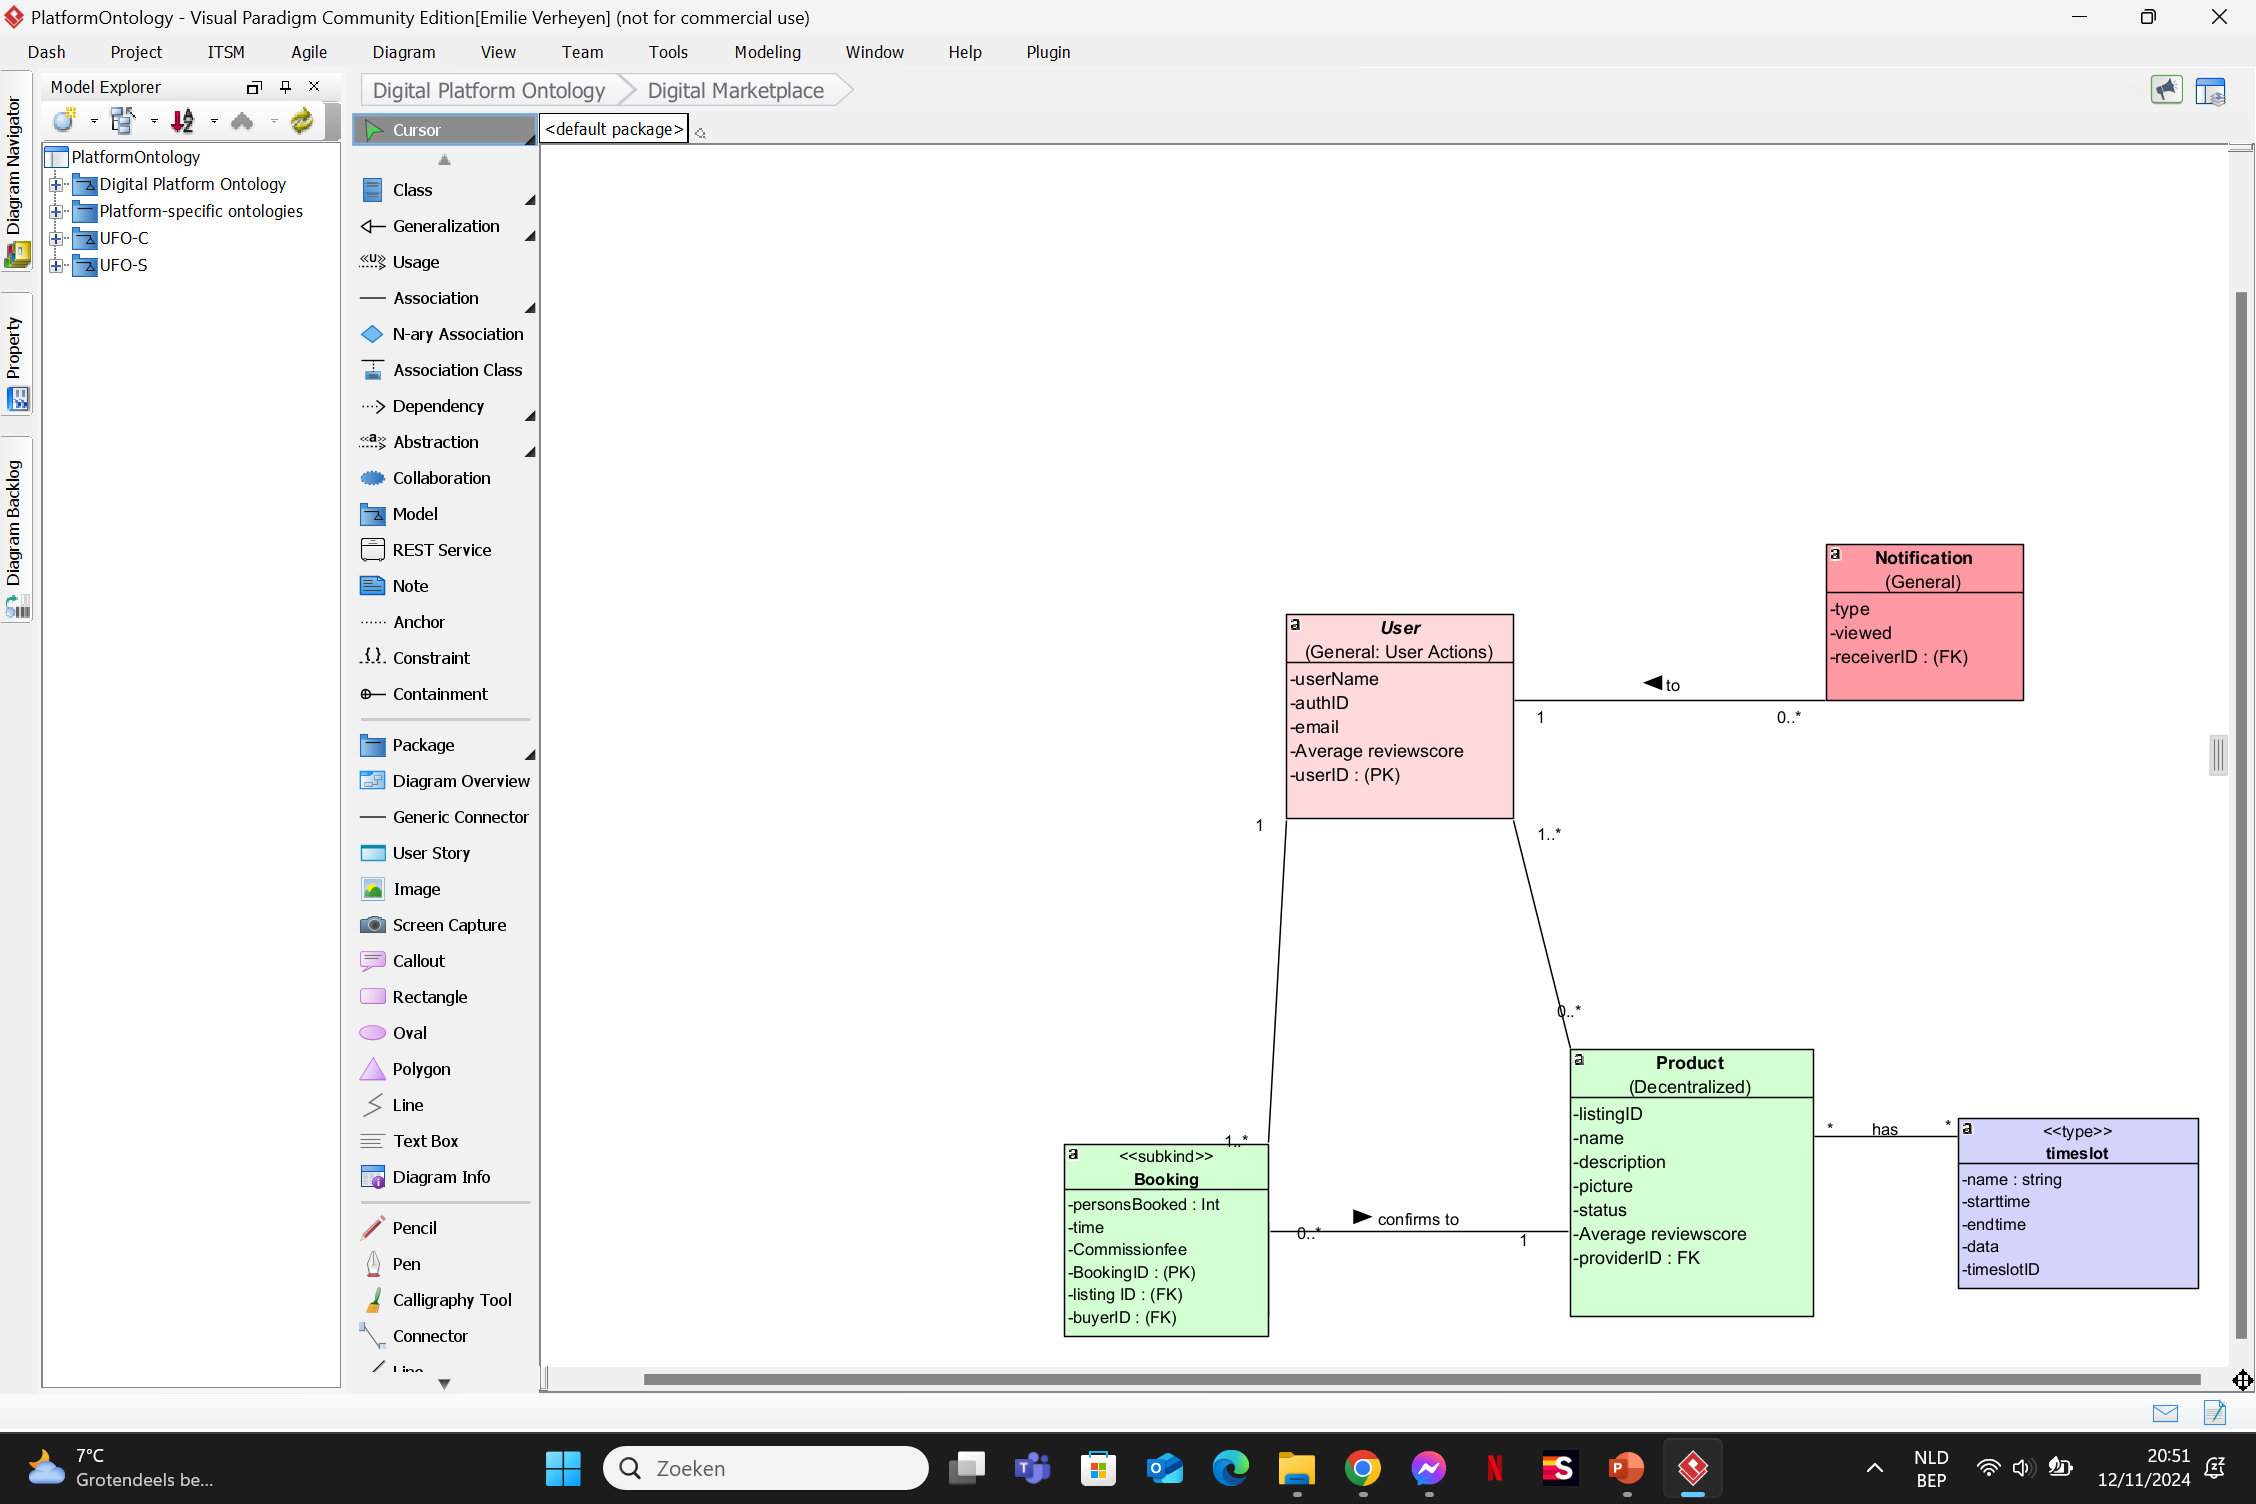 PlatformOntology - Visual Paradigm Community Edition[Emilie Verheyen] (not for commercial use)
Dash Project ITSM Agile Diagram View Team Tools Modeling Window Help Plugin
Model Explorer
Digital Platform Ontology
Digital Marketplace
Diagram Navigator
Property
Diagram Backlog
PlatformOntology
Digital Platform Ontology
Platform-specific ontologies
UFO-C
UFO-S
Cursor
<default package>
Class
Generalization
Usage
Association
N-ary Association
Association Class
Dependency
Abstraction
Collaboration
Model
REST Service
Note
Anchor
Constraint
Containment
Package
Diagram Overview
Generic Connector
User Story
Image
Screen Capture
Callout
Rectangle
Oval
Polygon
Line
Text Box
Diagram Info
Pencil
Pen
Calligraphy Tool
Connector
Line
a
Notification
(General)
-type
-viewed
-receiverID : (FK)
a
User
(General: User Actions)
-userName
-authID
-email
-Average reviewscore
-userID : (PK)
to
1
0..*
1
1..*
0..*
1..*
a
Product
(Decentralized)
-listingID
-name
-description
-picture
-status
-Average reviewscore
-providerID : FK
* has *
a
<<type>>
timeslot
-name : string
-starttime
-endtime
-data
-timeslotID
a
<<subkind>>
Booking
-personsBooked : Int
-time
-Commissionfee
-BookingID : (PK)
-listing ID : (FK)
-buyerID : (FK)
confirms to
0..*
1
7°C
Grotendeels be...
Zoeken
NLD
BEP
20:51
12/11/2024